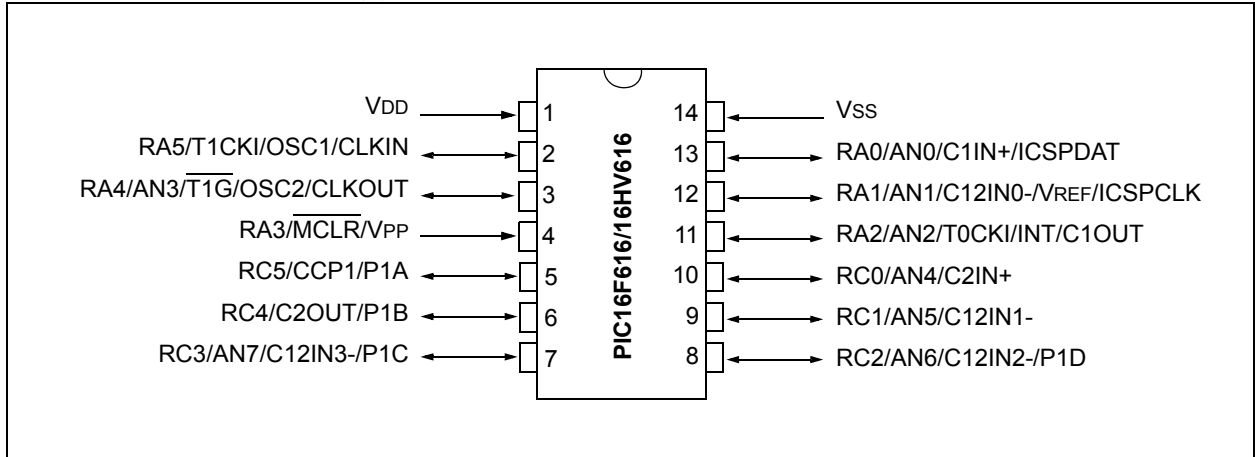 VDD
RA5/T1CKI/OSC1/CLKIN
RA4/AN3/T1G/OSC2/CLKOUT
RA3/MCLR/VPP
RC5/CCP1/P1A
RC4/C2OUT/P1B
RC3/AN7/C12IN3-/P1C
1
2
3
4
5
6
7
PIC16F616/16HV616
14
13
12
11
10
9
8
VSS
RA0/AN0/C1IN+/ICSPDAT
RA1/AN1/C12IN0-/VREF/ICSPCLK
RA2/AN2/T0CKI/INT/C1OUT
RC0/AN4/C2IN+
RC1/AN5/C12IN1-
RC2/AN6/C12IN2-/P1D